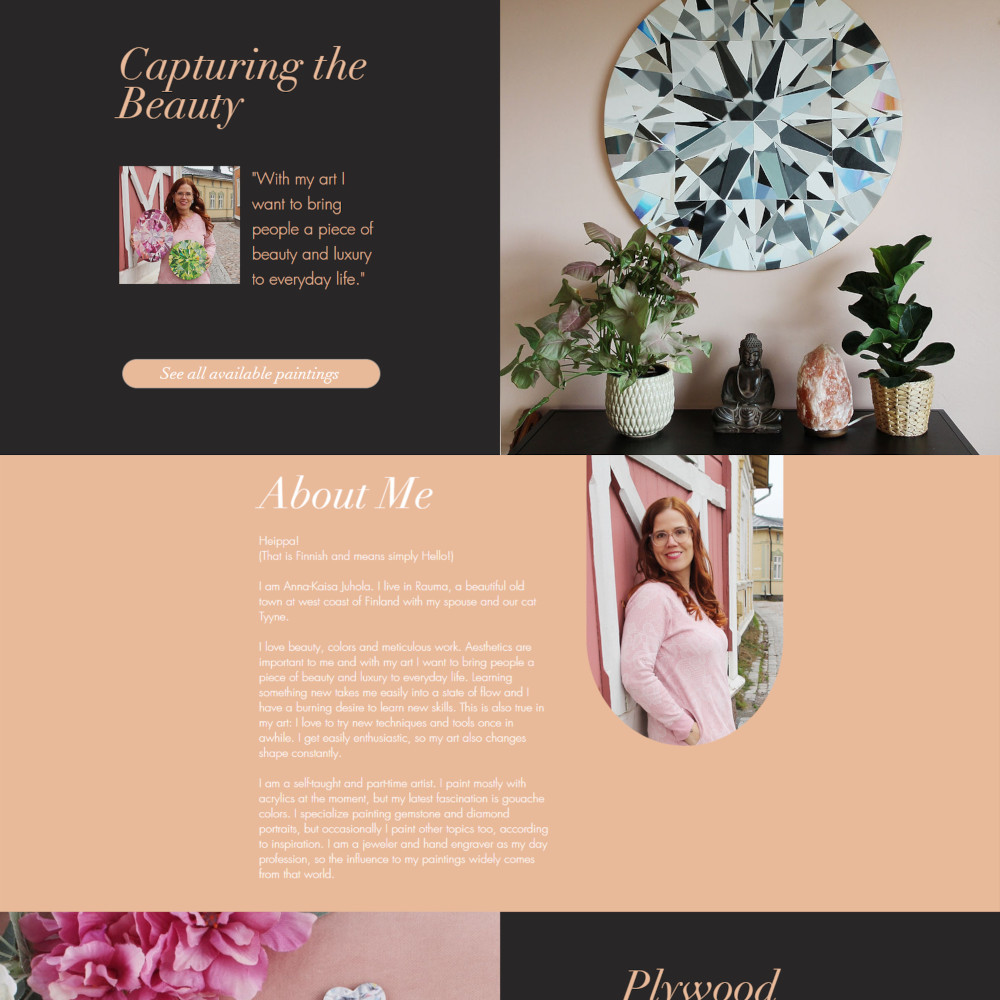 Capturing the
Beauty
"With my art I
want to bring
people a piece of
beauty and luxury
to everyday life."
See all available paintings
About Me
Heippa!
(That is Finnish and means simply Hello!)
I am Anna-Kaisa Juhola. I live in Rauma, a beautiful old
town at west coast of Finland with my spouse and our cat
Tyyne.
I love beauty, colors and meticulous work. Aesthetics are
important to me and with my art I want to bring people a
piece of beauty and luxury to everyday life. Learning
something new takes me easily into a state of flow and I
have a burning desire to learn new skills. This is also true in
my art: I love to try new techniques and tools once in
awhile. I get easily enthusiastic, so my art also changes
shape constantly.
I am a self-taught and part-time artist. I paint mostly with
acrylics at the moment, but my latest fascination is gouache
colors. I specialize painting gemstone and diamond
portraits, but occasionally I paint other topics too, according
to inspiration. I am a jeweler and hand engraver as my day
profession, so the influence to my paintings widely comes
from that world.
Plywood